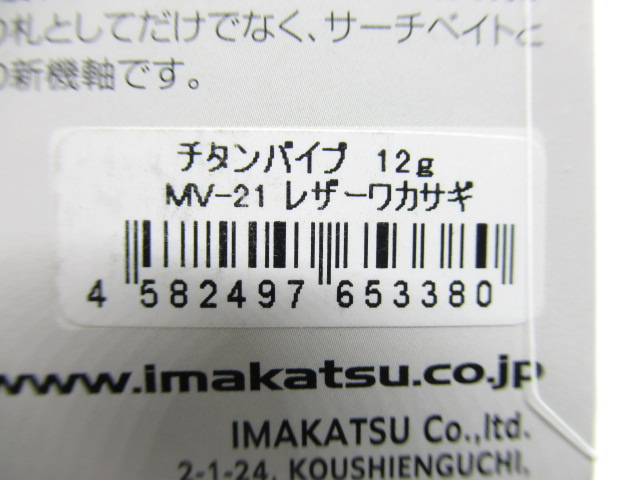 の札としてだけでなく、サーチベイトと
の新機軸です。
チタンバイブ 12g
MV-21 レザーワカサギ
4 582497 653380
www.imakatsu.co.jp
IMAKATSU Co.,ltd.
2-1-24, KOUSHIENGUCHI,